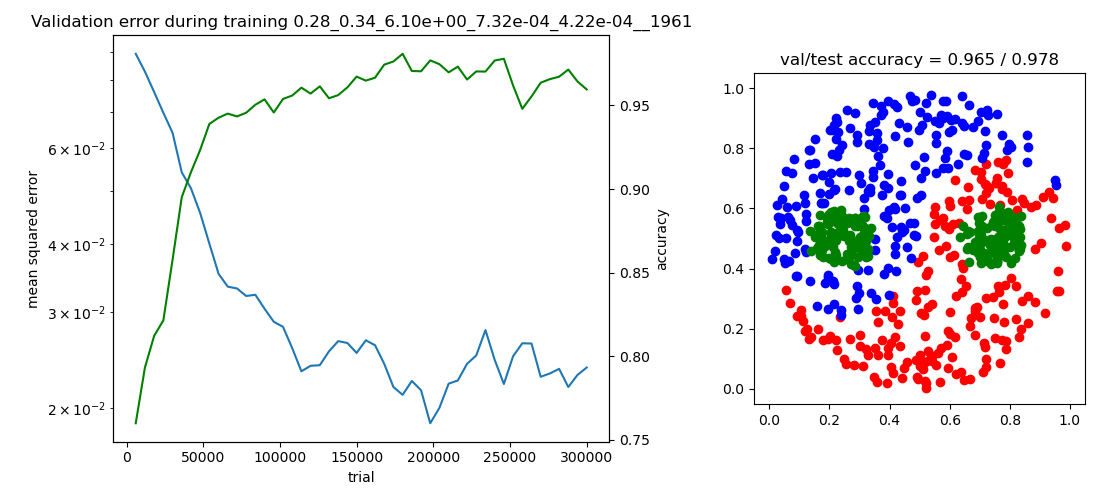 Validation error during training 0.28_0.34_6.10e+00_7.32e-04_4.22e-04__1961
mean squared error
6 × 10⁻²
4 × 10⁻²
3 × 10⁻²
2 × 10⁻²
0 50000 100000 150000 200000 250000 300000
trial
0.95
0.90
0.85
0.80
0.75
accuracy
val/test accuracy = 0.965 / 0.978
1.0
0.8
0.6
0.4
0.2
0.0
0.0 0.2 0.4 0.6 0.8 1.0